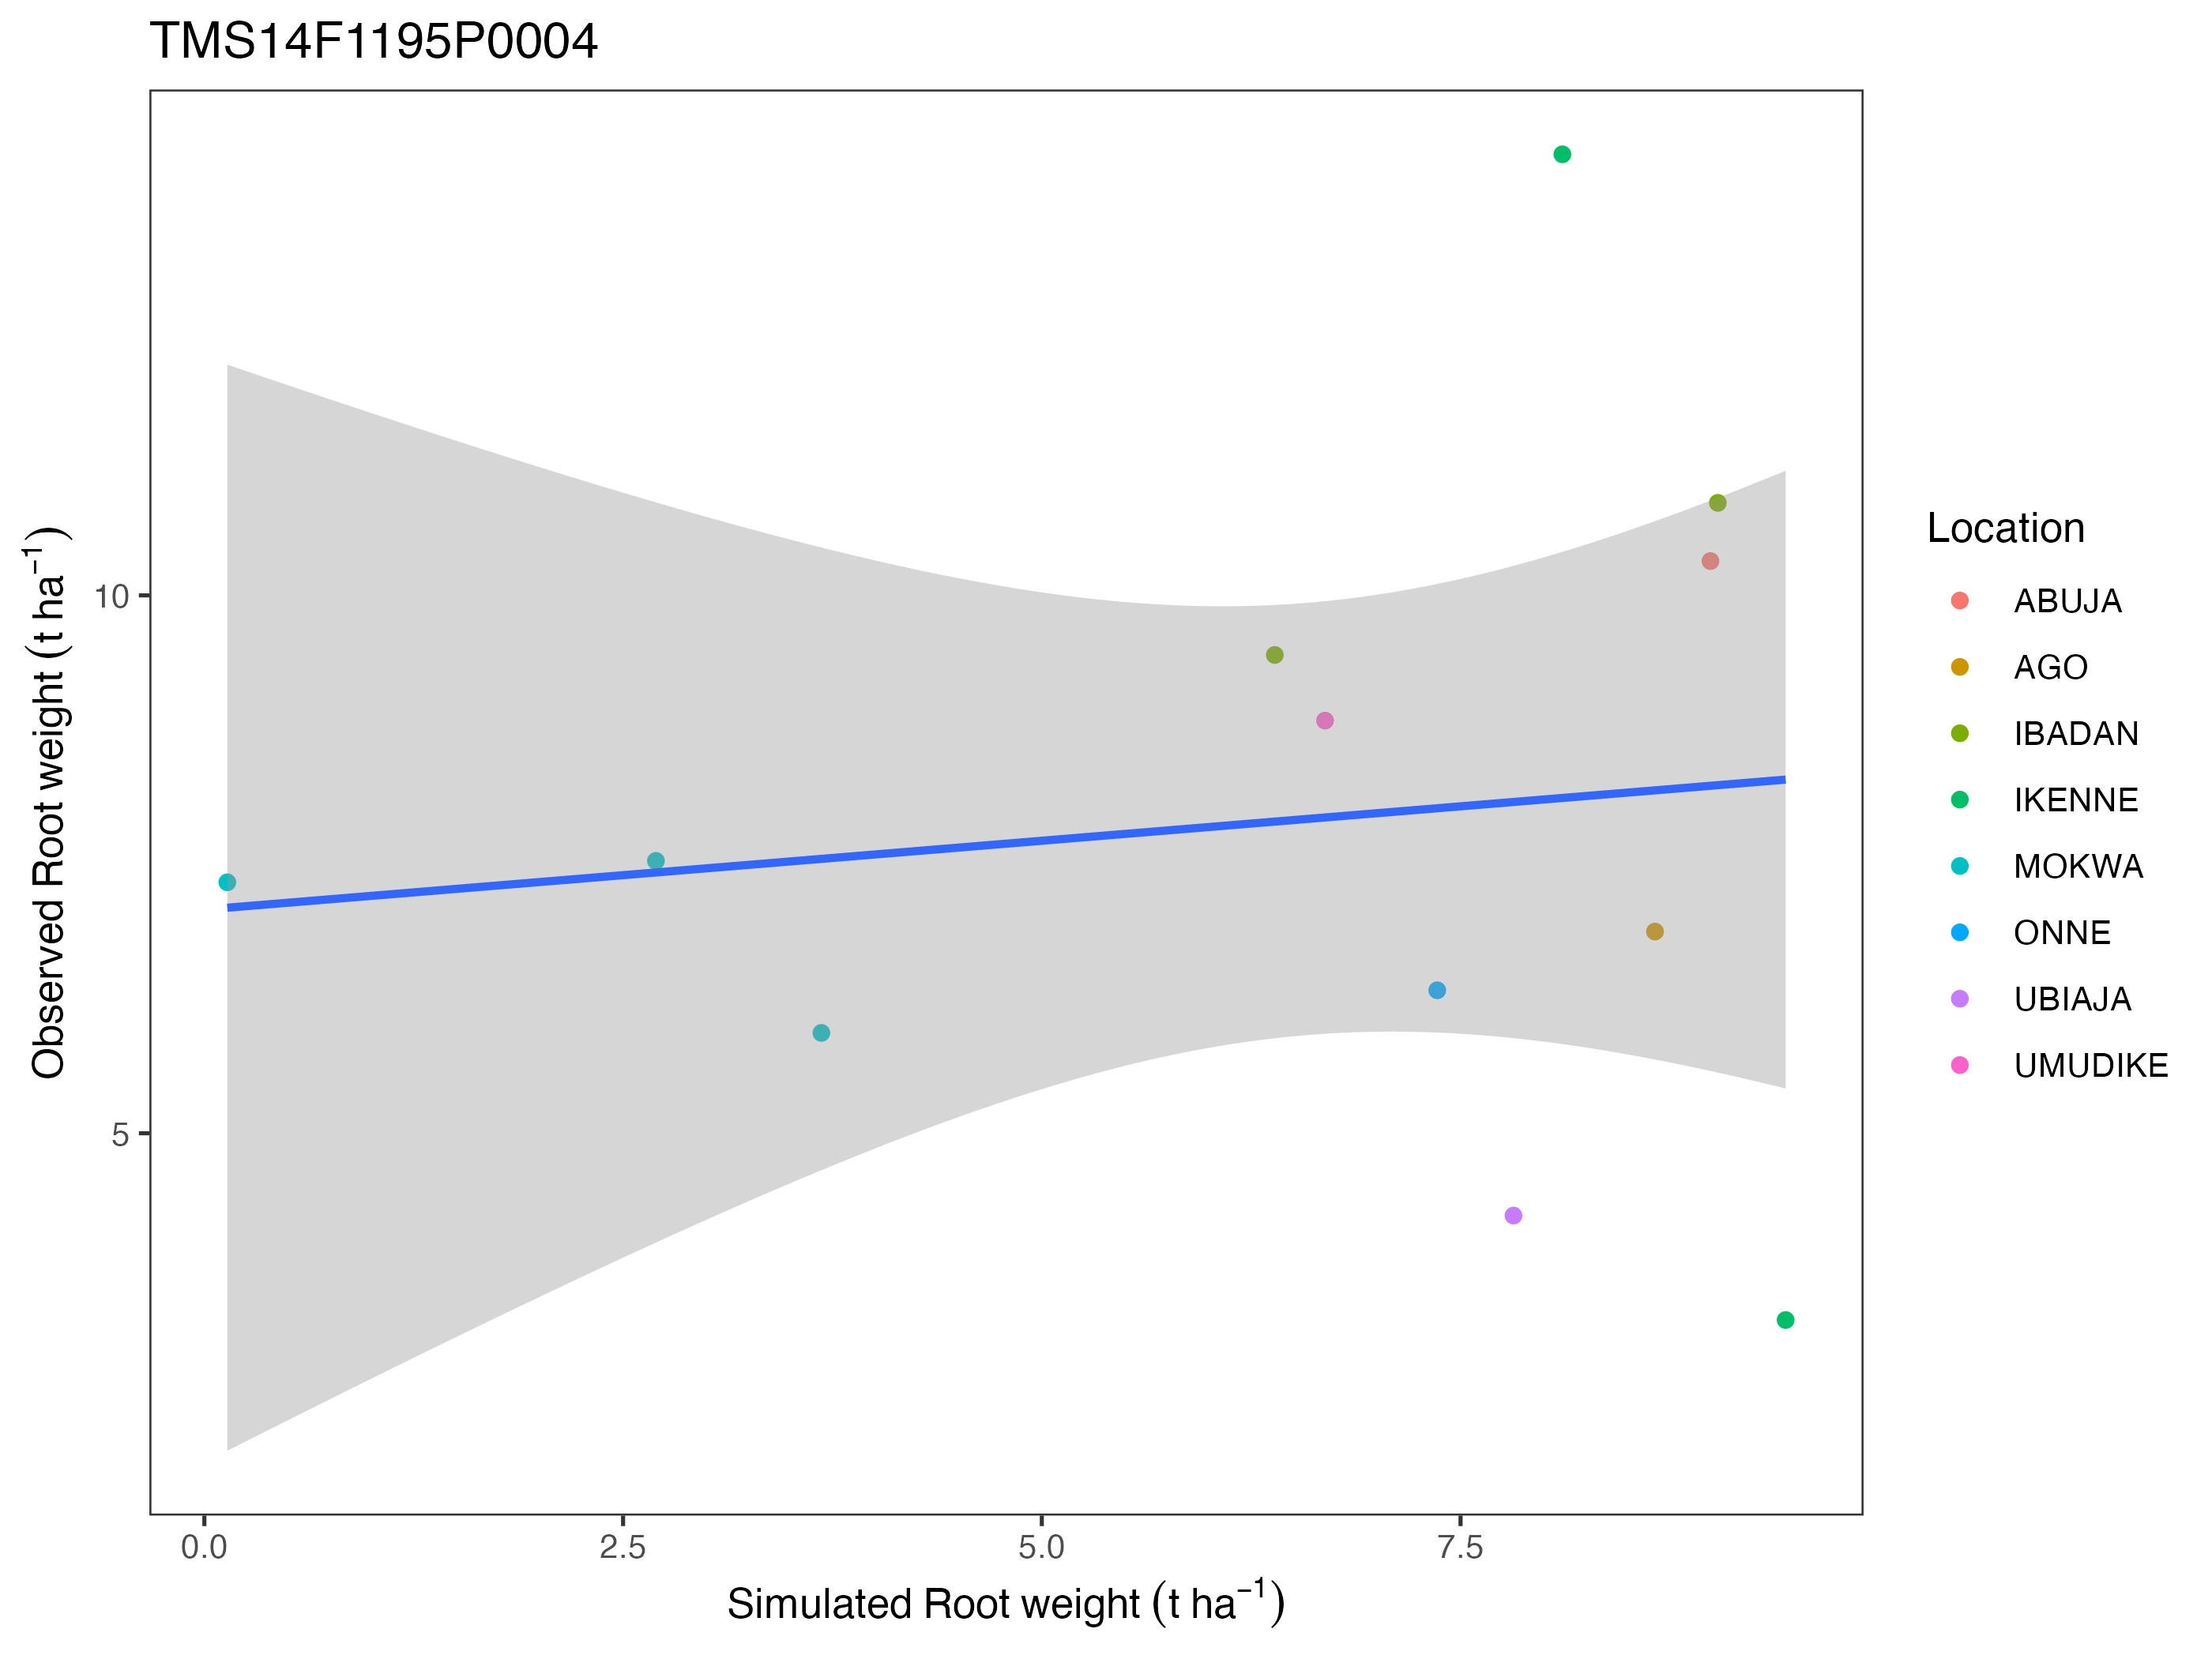 TMS14F1195P0004
Observed Root weight (t ha⁻¹)
10
5
0.0 2.5 5.0 7.5
Simulated Root weight (t ha⁻¹)
Location
ABUJA
AGO
IBADAN
IKENNE
MOKWA
ONNE
UBIAJA
UMUDIKE